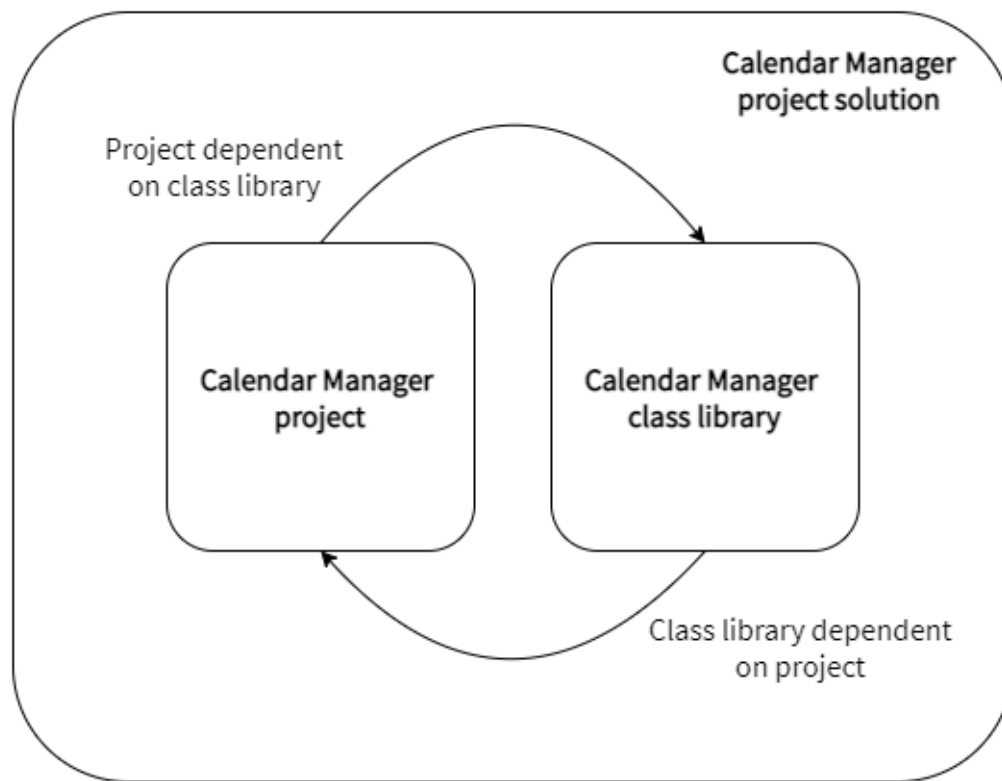 Calendar Manager
project solution
Project dependent
on class library
Calendar Manager
project
Calendar Manager
class library
Class library dependent
on project